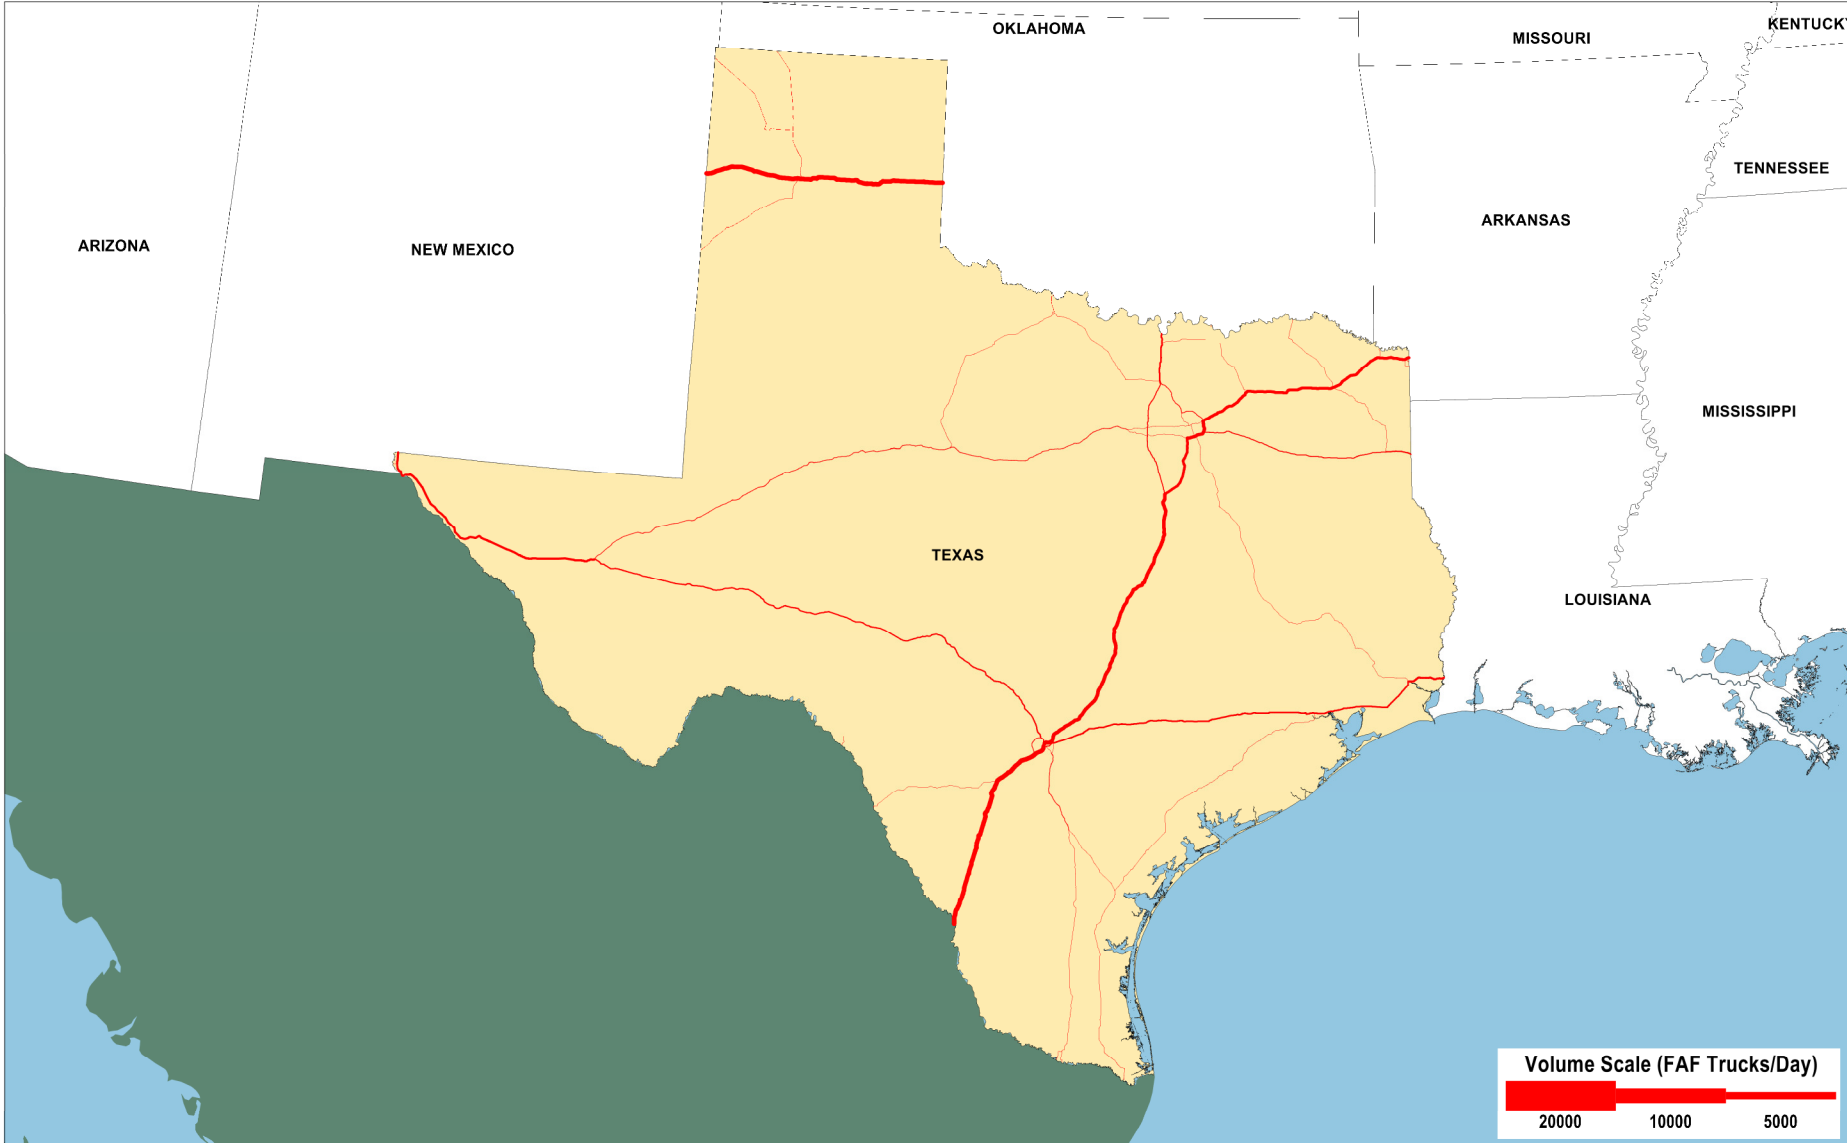 OKLAHOMA
MISSOURI
KENTUCKY
TENNESSEE
ARKANSAS
ARIZONA
NEW MEXICO
MISSISSIPPI
TEXAS
LOUISIANA
Volume Scale (FAF Trucks/Day)
20000 10000 5000